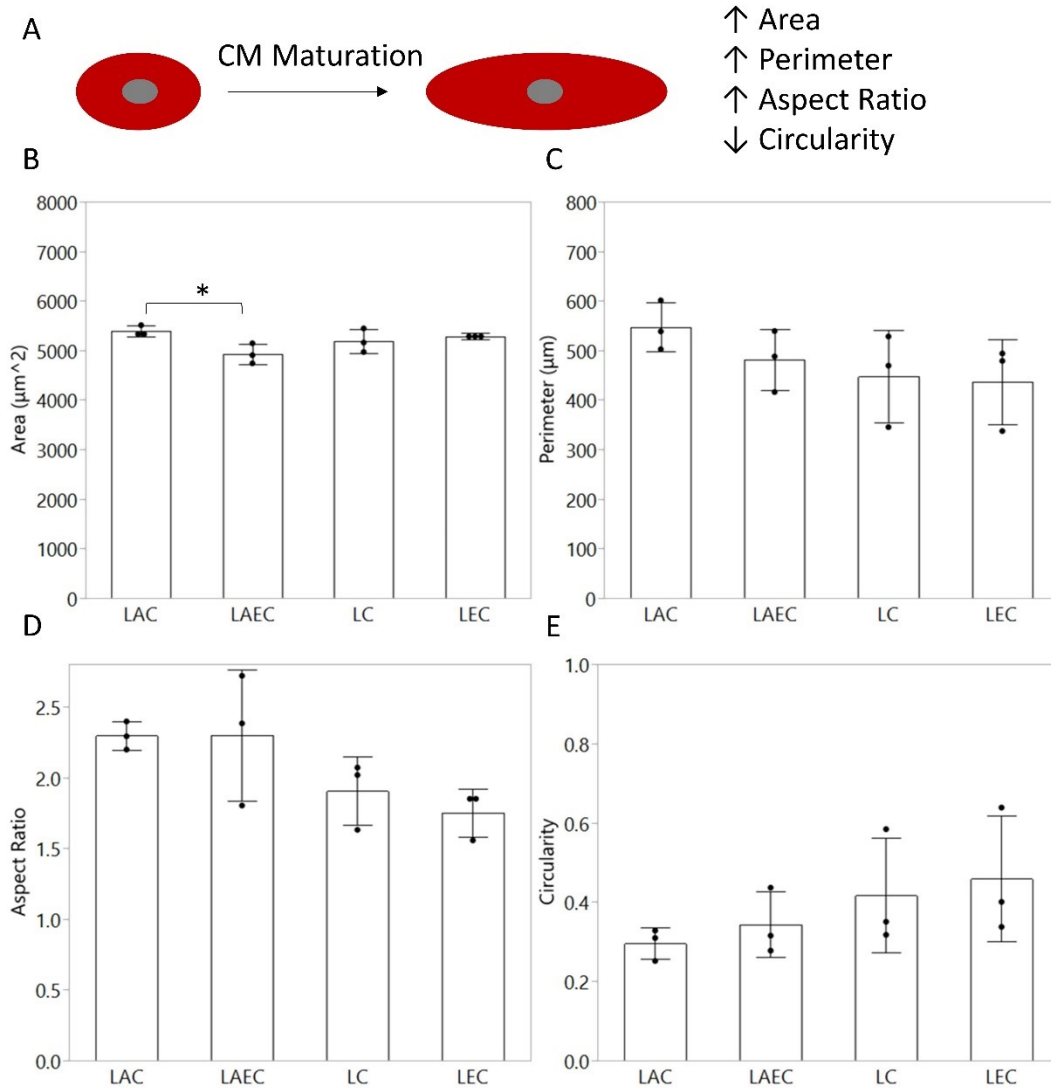 A
CM Maturation
↑ Area
↑ Perimeter
↑ Aspect Ratio
↓ Circularity
B
8000
7000
6000
5000
4000
3000
2000
1000
0
Area (µm^2)
*
LAC LAEC LC LEC
C
800
700
600
500
400
300
200
100
0
Perimeter (µm)
LAC LAEC LC LEC
D
2.5
2.0
1.5
1.0
0.5
0.0
Aspect Ratio
LAC LAEC LC LEC
E
1.0
0.8
0.6
0.4
0.2
0.0
Circularity
LAC LAEC LC LEC